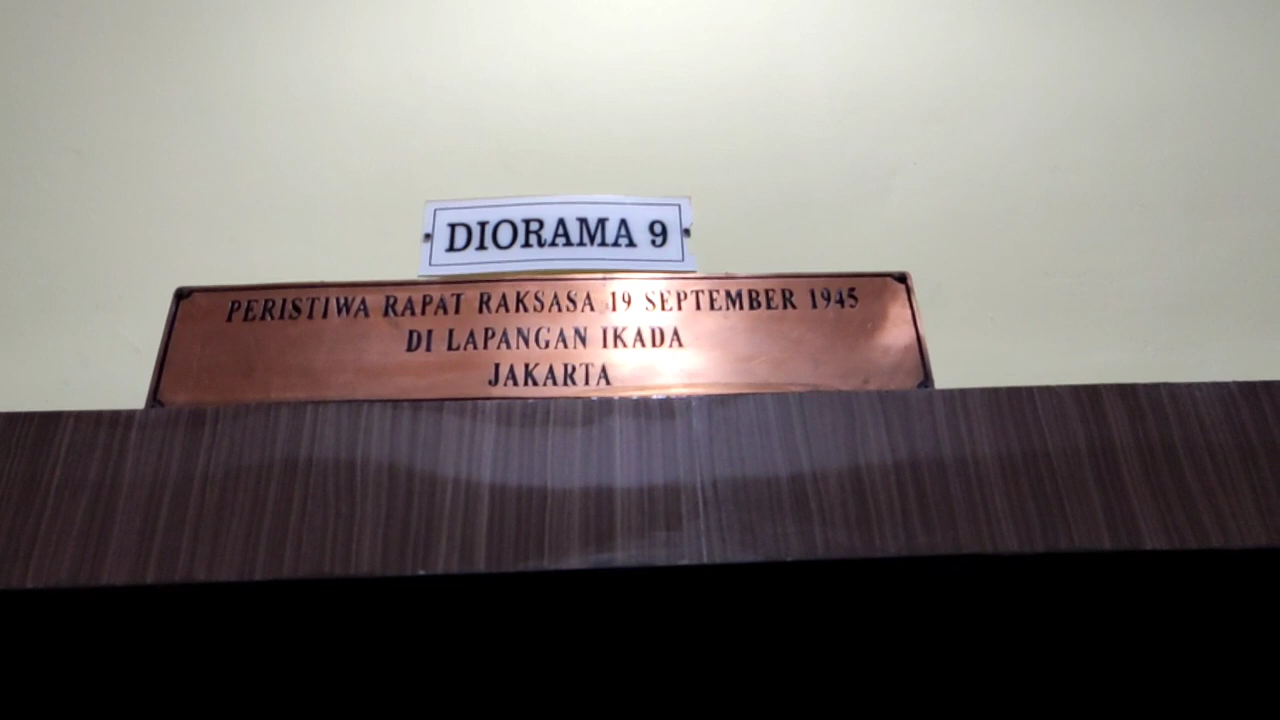 DIORAMA 9
PERISTIWA RAPAT RAKSASA 19 SEPTEMBER 1945
DI LAPANGAN IKADA
JAKARTA